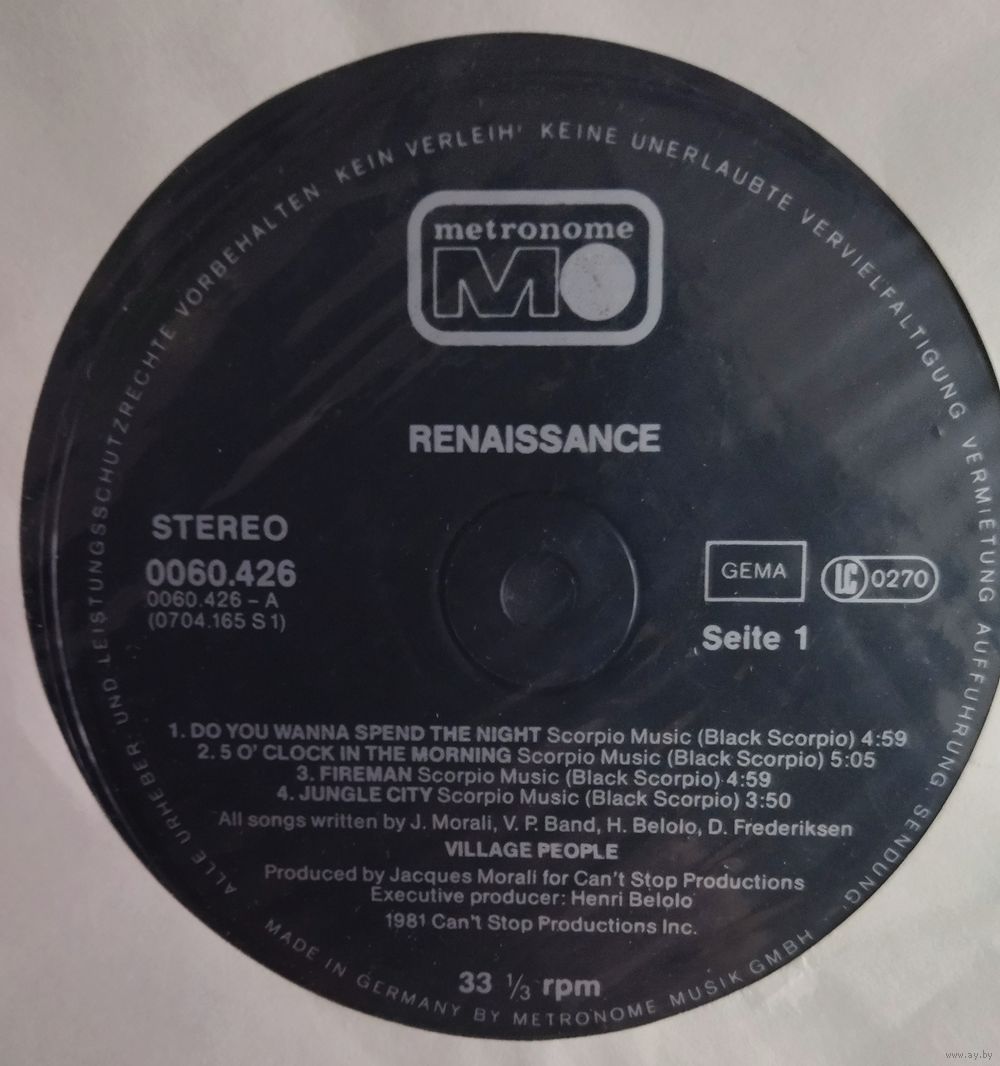 ALLE URHEBER- UND LEISTUNGSSCHUTZRECHTE VORBEHALTEN KEIN VERLEIH' KEINE UNERLAUBTE VERVIELFALTIGUNG VERMIETUNG AUFFUHRUNG, SENDUNG'
metronome
MO
RENAISSANCE
STEREO
0060.426
0060.426 – A
(0704.165 S 1)
GEMA
LC 0270
Seite 1
1. DO YOU WANNA SPEND THE NIGHT Scorpio Music (Black Scorpio) 4:59
2. 5 O' CLOCK IN THE MORNING Scorpio Music (Black Scorpio) 5:05
3. FIREMAN Scorpio Music (Black Scorpio) 4:59
4. JUNGLE CITY Scorpio Music (Black Scorpio) 3:50
All songs written by J. Morali, V. P. Band, H. Belolo, D. Frederiksen
VILLAGE PEOPLE
Produced by Jacques Morali for Can't Stop Productions
Executive producer: Henri Belolo
1981 Can't Stop Productions Inc.
33 1/3 rpm
MADE IN GERMANY BY METRONOME MUSIK GMBH
www.ay.by